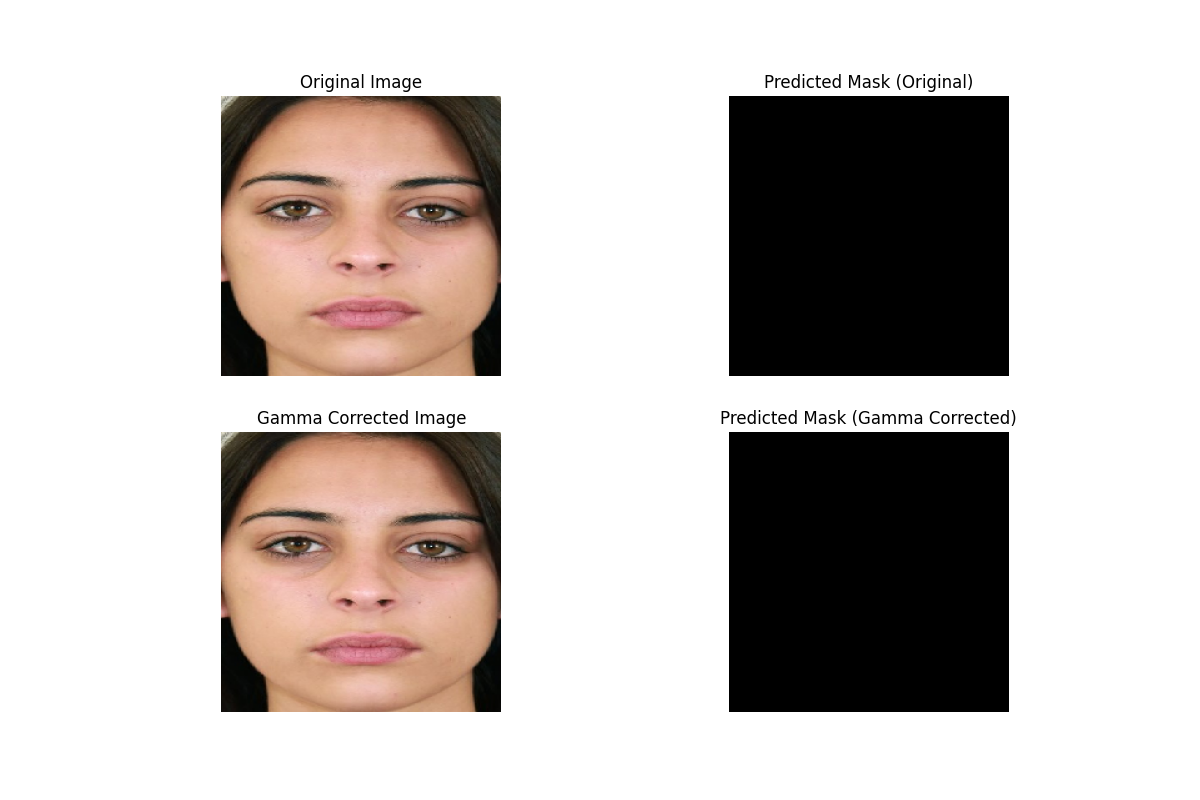 Original Image
Predicted Mask (Original)
Gamma Corrected Image
Predicted Mask (Gamma Corrected)